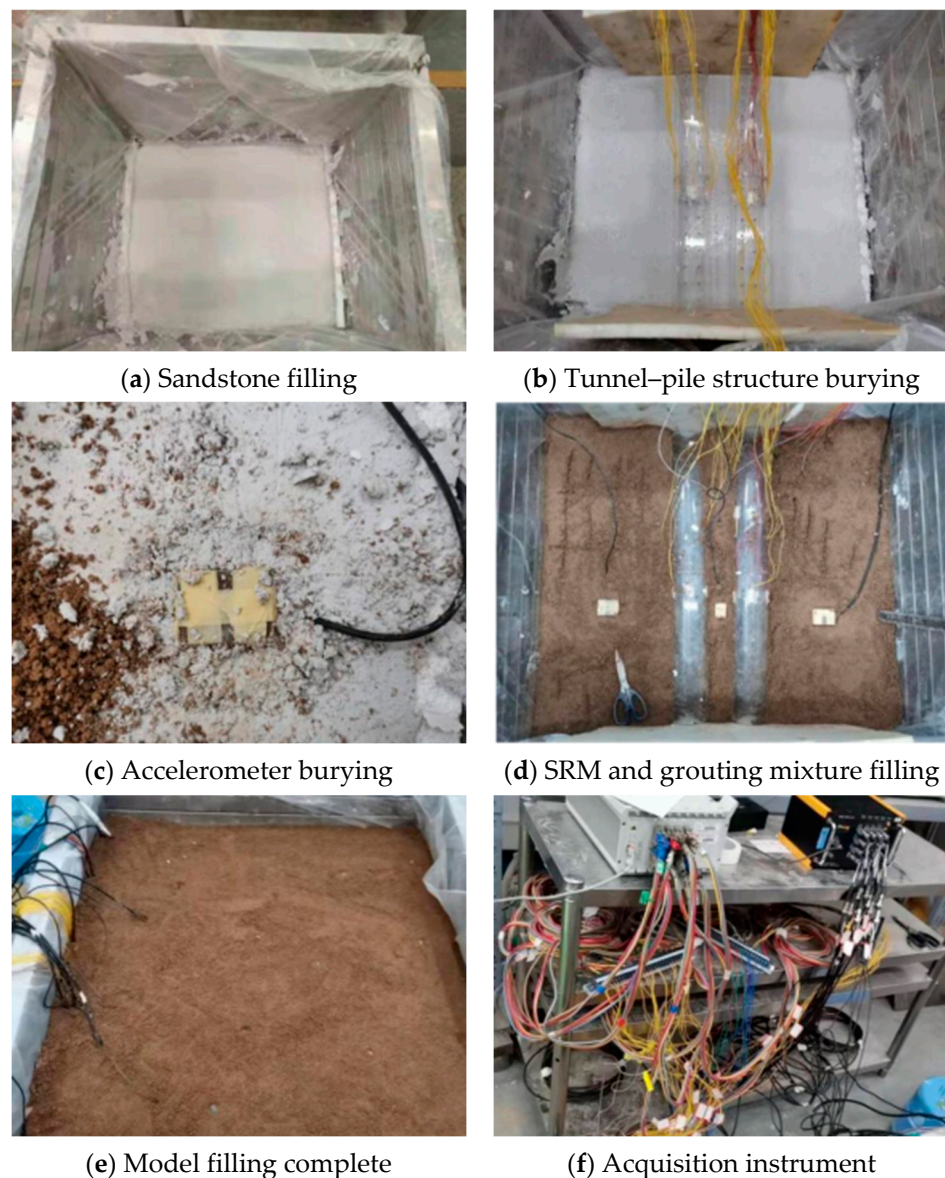 (a) Sandstone filling
(b) Tunnel–pile structure burying
(c) Accelerometer burying
(d) SRM and grouting mixture filling
(e) Model filling complete
(f) Acquisition instrument